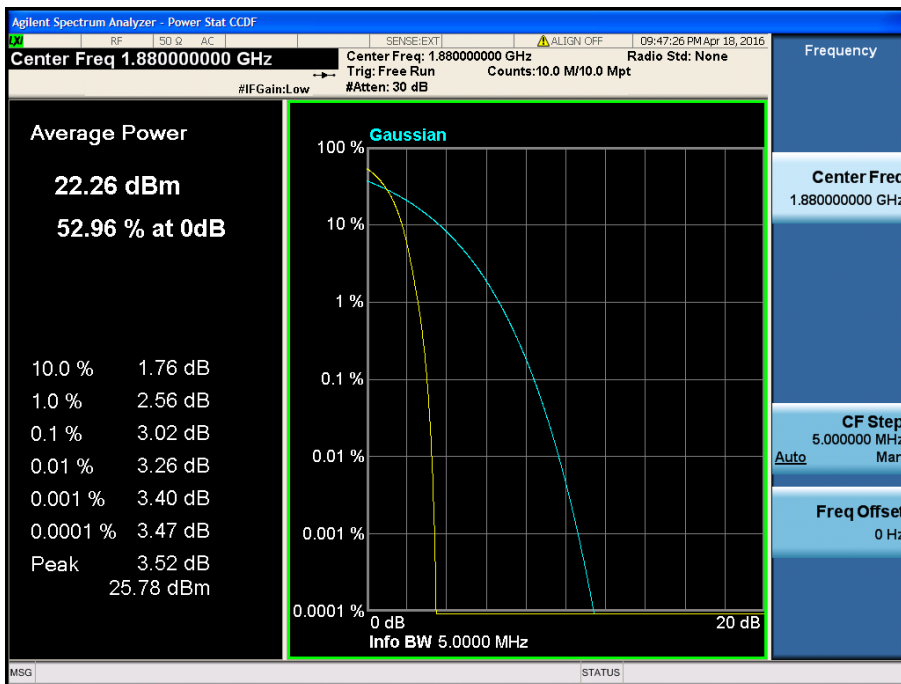 Agilent Spectrum Analyzer - Power Stat CCDF
LXI RF 50 Ω AC SENSE:EXT ALIGN OFF 09:47:26 PM Apr 18, 2016
Center Freq 1.880000000 GHz
Center Freq: 1.880000000 GHz Radio Std: None
Trig: Free Run Counts:10.0 M/10.0 Mpt
#IFGain:Low #Atten: 30 dB
Average Power
22.26 dBm
52.96 % at 0dB
10.0 % 1.76 dB
1.0 % 2.56 dB
0.1 % 3.02 dB
0.01 % 3.26 dB
0.001 % 3.40 dB
0.0001 % 3.47 dB
Peak 3.52 dB
25.78 dBm
Gaussian
100 %
10 %
1 %
0.1 %
0.01 %
0.001 %
0.0001 %
0 dB 20 dB
Info BW 5.0000 MHz
Frequency
Center Freq
1.880000000 GHz
CF Step
5.000000 MHz
Auto Man
Freq Offset
0 Hz
MSG STATUS